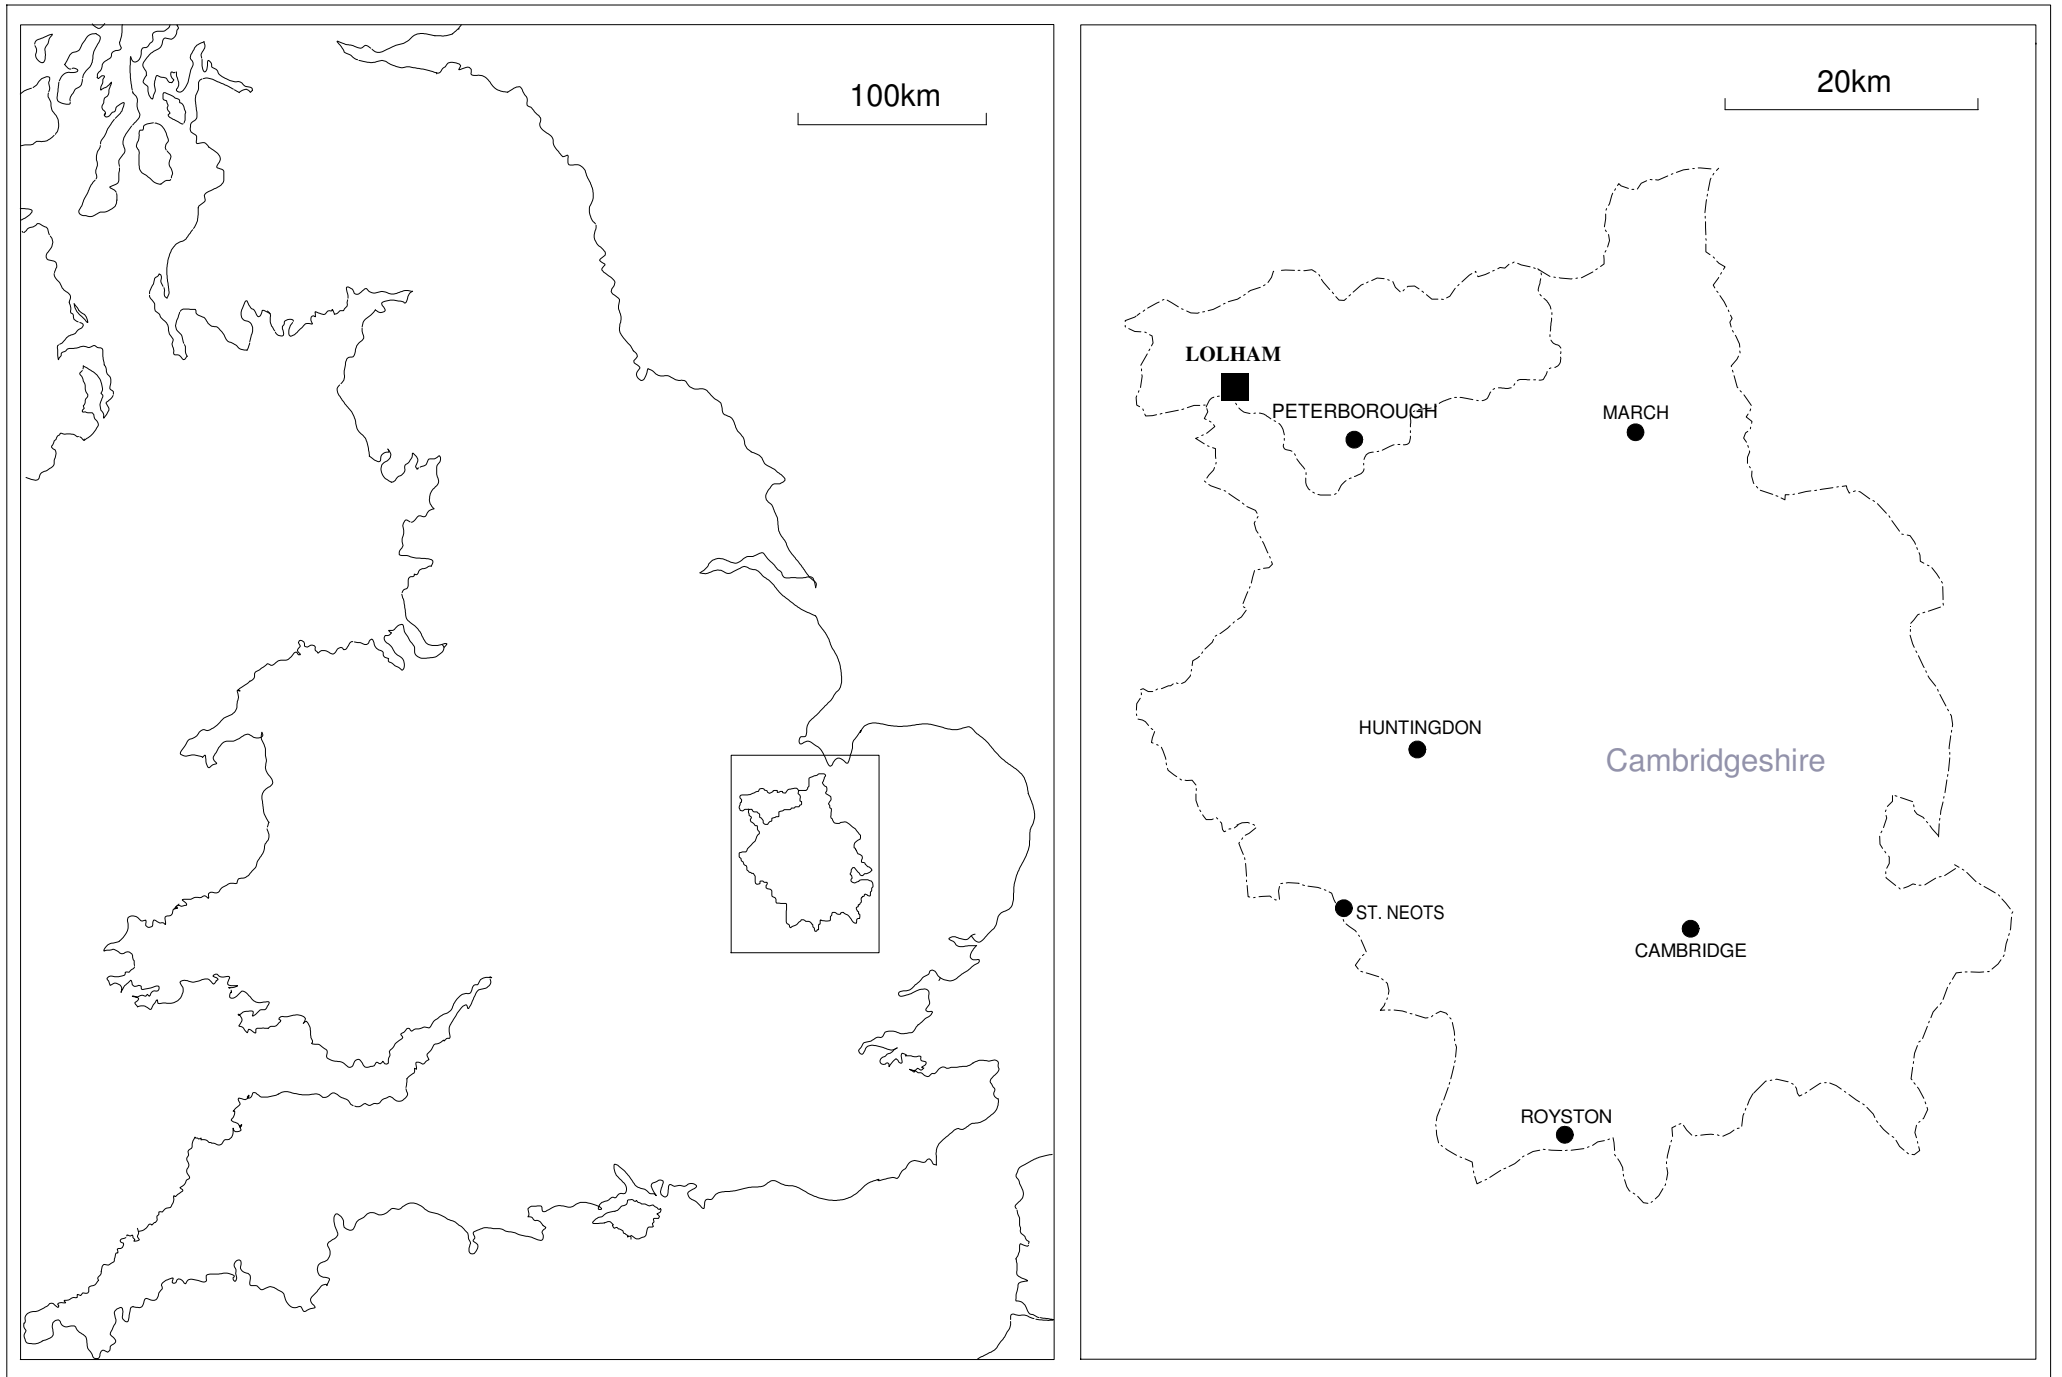 100km
20km
LOLHAM
PETERBOROUGH
MARCH
HUNTINGDON
Cambridgeshire
ST. NEOTS
CAMBRIDGE
ROYSTON